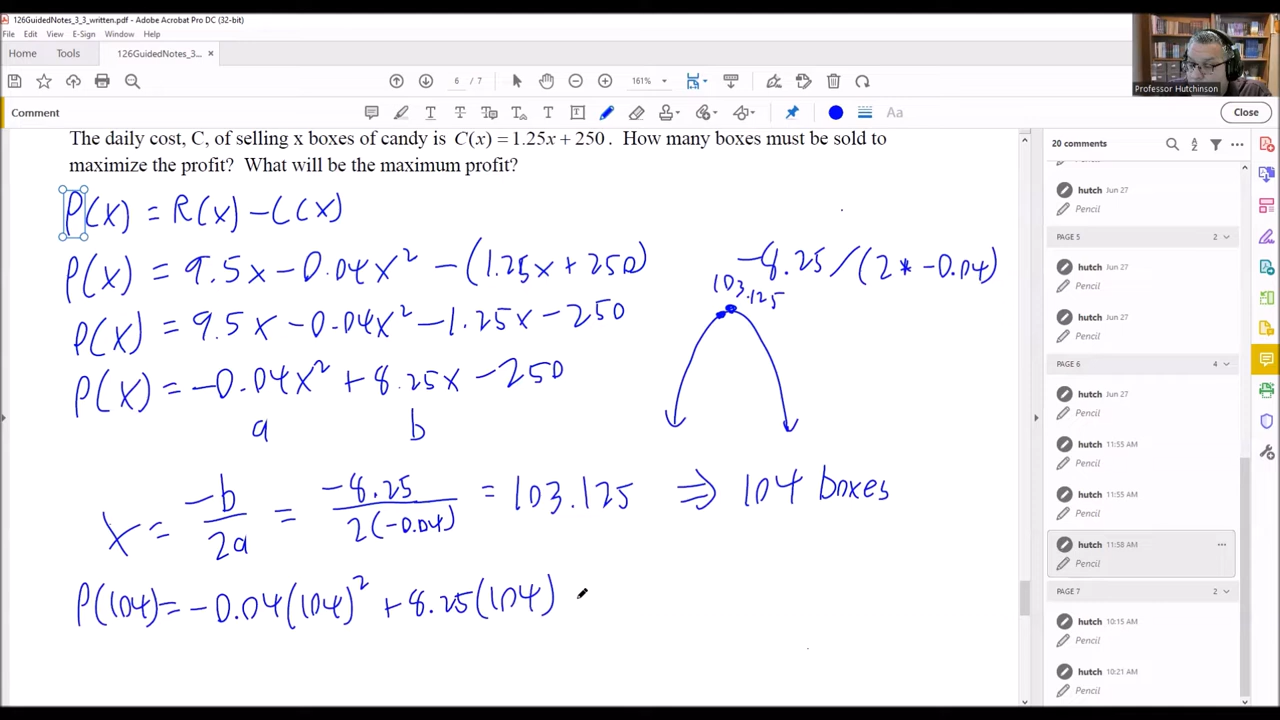 126GuidedNotes_3_3_written.pdf - Adobe Acrobat Pro DC (32-bit)
File Edit View E-Sign Window Help
Home Tools 126GuidedNotes_3... ×
6 / 7 161%
Professor Hutchinson
Comment
Aa
Close
The daily cost, C, of selling x boxes of candy is C(x) = 1.25x + 250 . How many boxes must be sold to
maximize the profit? What will be the maximum profit?
P(x) = R(x) - C(x)
P(x) = 9.5x - 0.04x² - (1.25x + 250)
P(x) = 9.5x - 0.04x² - 1.25x - 250
P(x) = -0.04x² + 8.25x - 250
a b
-8.25/(2* -0.04)
103.125
x = -b/2a = -8.25/2(-0.04) = 103.125 ⇒ 104 boxes
P(104) = -0.04(104)² + 8.25(104)
20 comments
Pencil
hutch Jun 27
Pencil
PAGE 5 2
hutch Jun 27
Pencil
hutch Jun 27
Pencil
PAGE 6 4
hutch Jun 27
Pencil
hutch 11:55 AM
Pencil
hutch 11:55 AM
Pencil
hutch 11:58 AM ...
Pencil
PAGE 7 2
hutch 10:15 AM
Pencil
hutch 10:21 AM
Pencil